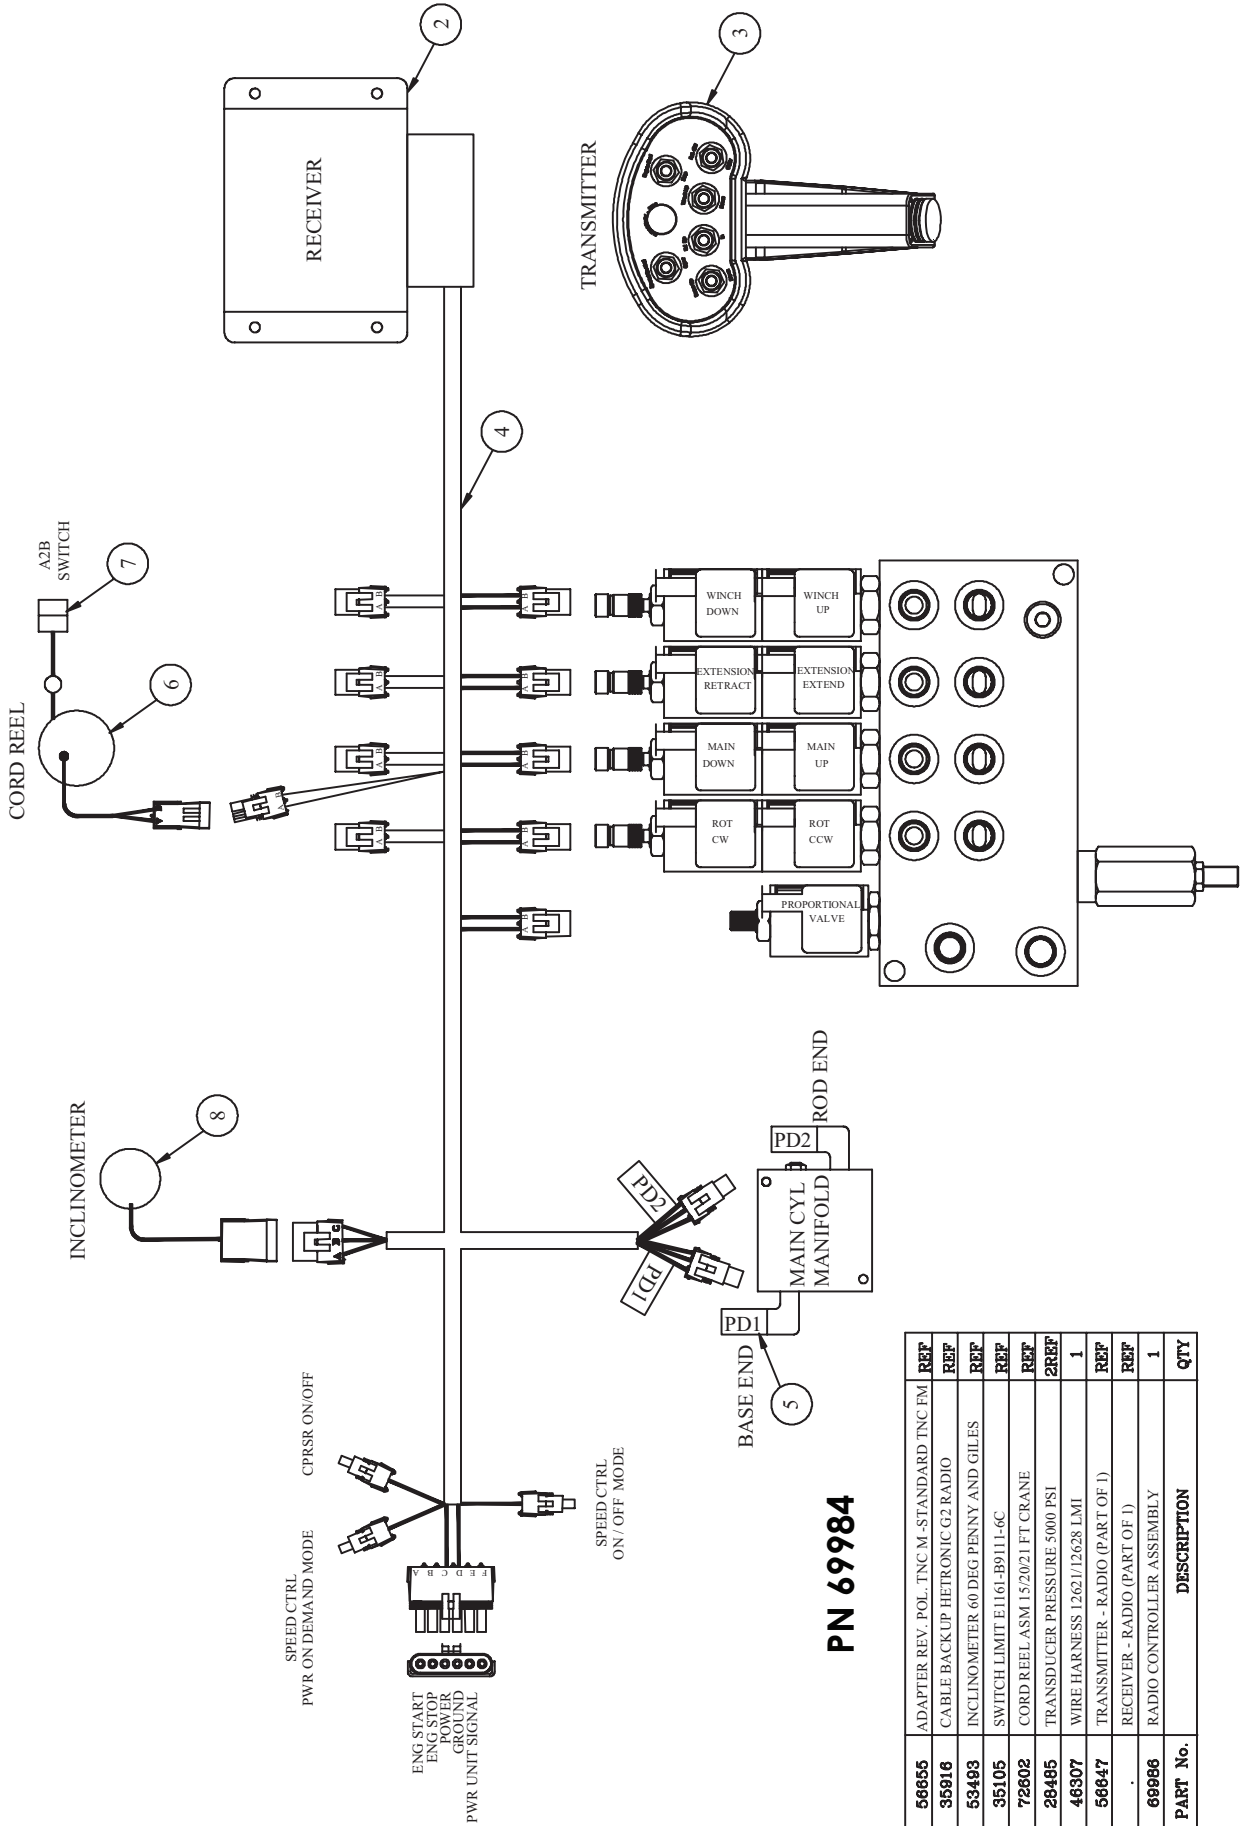 2
RECEIVER
TRANSMITTER
3
4
A2B
SWITCH
7
CORD REEL
6
A B
A B
A B
A B
A B
A B
A B
A B
A B
A B
WINCH
DOWN
WINCH
UP
EXTENSION
RETRACT
EXTENSION
EXTEND
MAIN
DOWN
MAIN
UP
ROT
CW
ROT
CCW
PROPORTIONAL
VALVE
INCLINOMETER
8
A B C
PD2
PD1
PD2
ROD END
MAIN CYL
MANIFOLD
PD1
BASE END
5
CPRSR ON/OFF
SPEED CTRL
PWR ON DEMAND MODE
SPEED CTRL
ON / OFF MODE
A
B
C
D
E
F
ENG START
ENG STOP
POWER
GROUND
PWR UNIT SIGNAL
PN 69984
56655 ADAPTER REV. POL. TNC M -STANDARD TNC FM REF
35916 CABLE BACKUP HETRONIC G2 RADIO REF
53493 INCLINOMETER 60 DEG PENNY AND GILES REF
35105 SWITCH LIMIT E1161-B9111-6C REF
72602 CORD REEL ASM 15/20/21 FT CRANE REF
28485 TRANSDUCER PRESSURE 5000 PSI 2REF
46307 WIRE HARNESS 12621/12628 LMI 1
56647 TRANSMITTER - RADIO (PART OF 1) REF
. RECEIVER - RADIO (PART OF 1) REF
69986 RADIO CONTROLLER ASSEMBLY 1
PART No. DESCRIPTION QTY